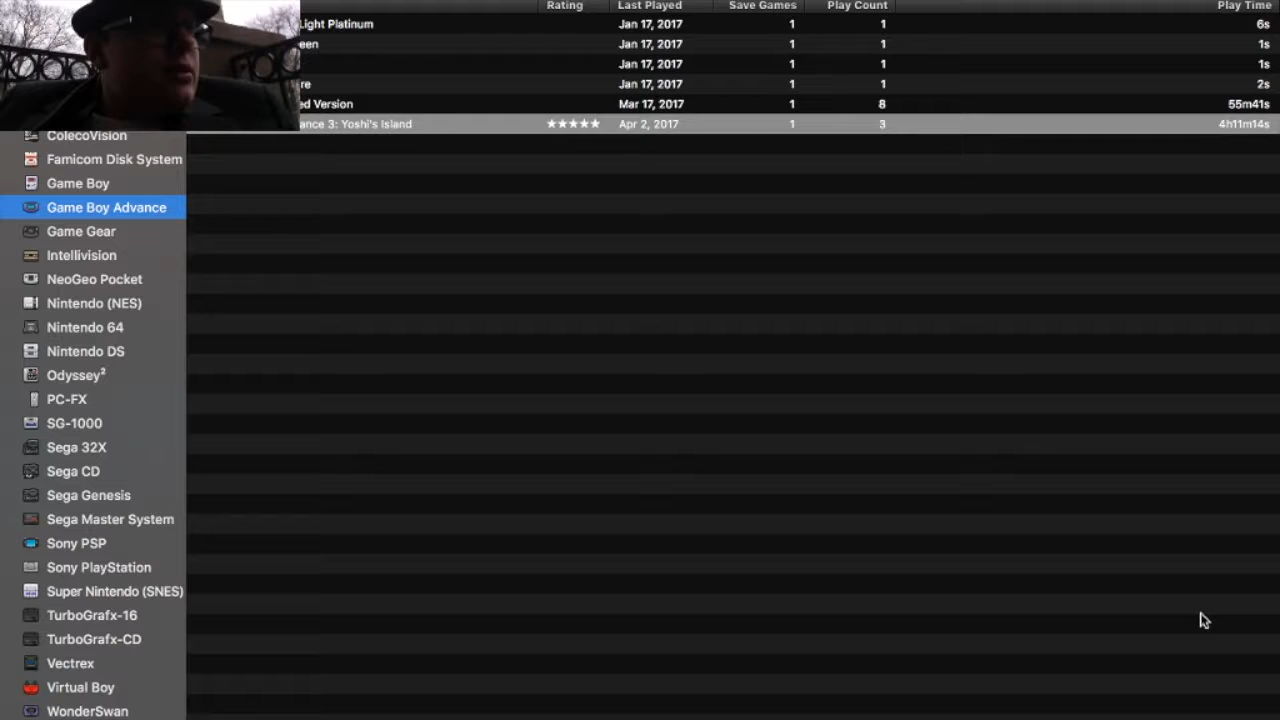 Rating Last Played Save Games Play Count Play Time
Light Platinum Jan 17, 2017 1 1 6s
een Jan 17, 2017 1 1 1s
Jan 17, 2017 1 1 1s
re Jan 17, 2017 1 1 2s
ed Version Mar 17, 2017 1 8 55m41s
ance 3: Yoshi's Island ★★★★★ Apr 2, 2017 1 3 4h11m14s
ColecoVision
Famicom Disk System
Game Boy
Game Boy Advance
Game Gear
Intellivision
NeoGeo Pocket
Nintendo (NES)
Nintendo 64
Nintendo DS
Odyssey²
PC-FX
SG-1000
Sega 32X
Sega CD
Sega Genesis
Sega Master System
Sony PSP
Sony PlayStation
Super Nintendo (SNES)
TurboGrafx-16
TurboGrafx-CD
Vectrex
Virtual Boy
WonderSwan